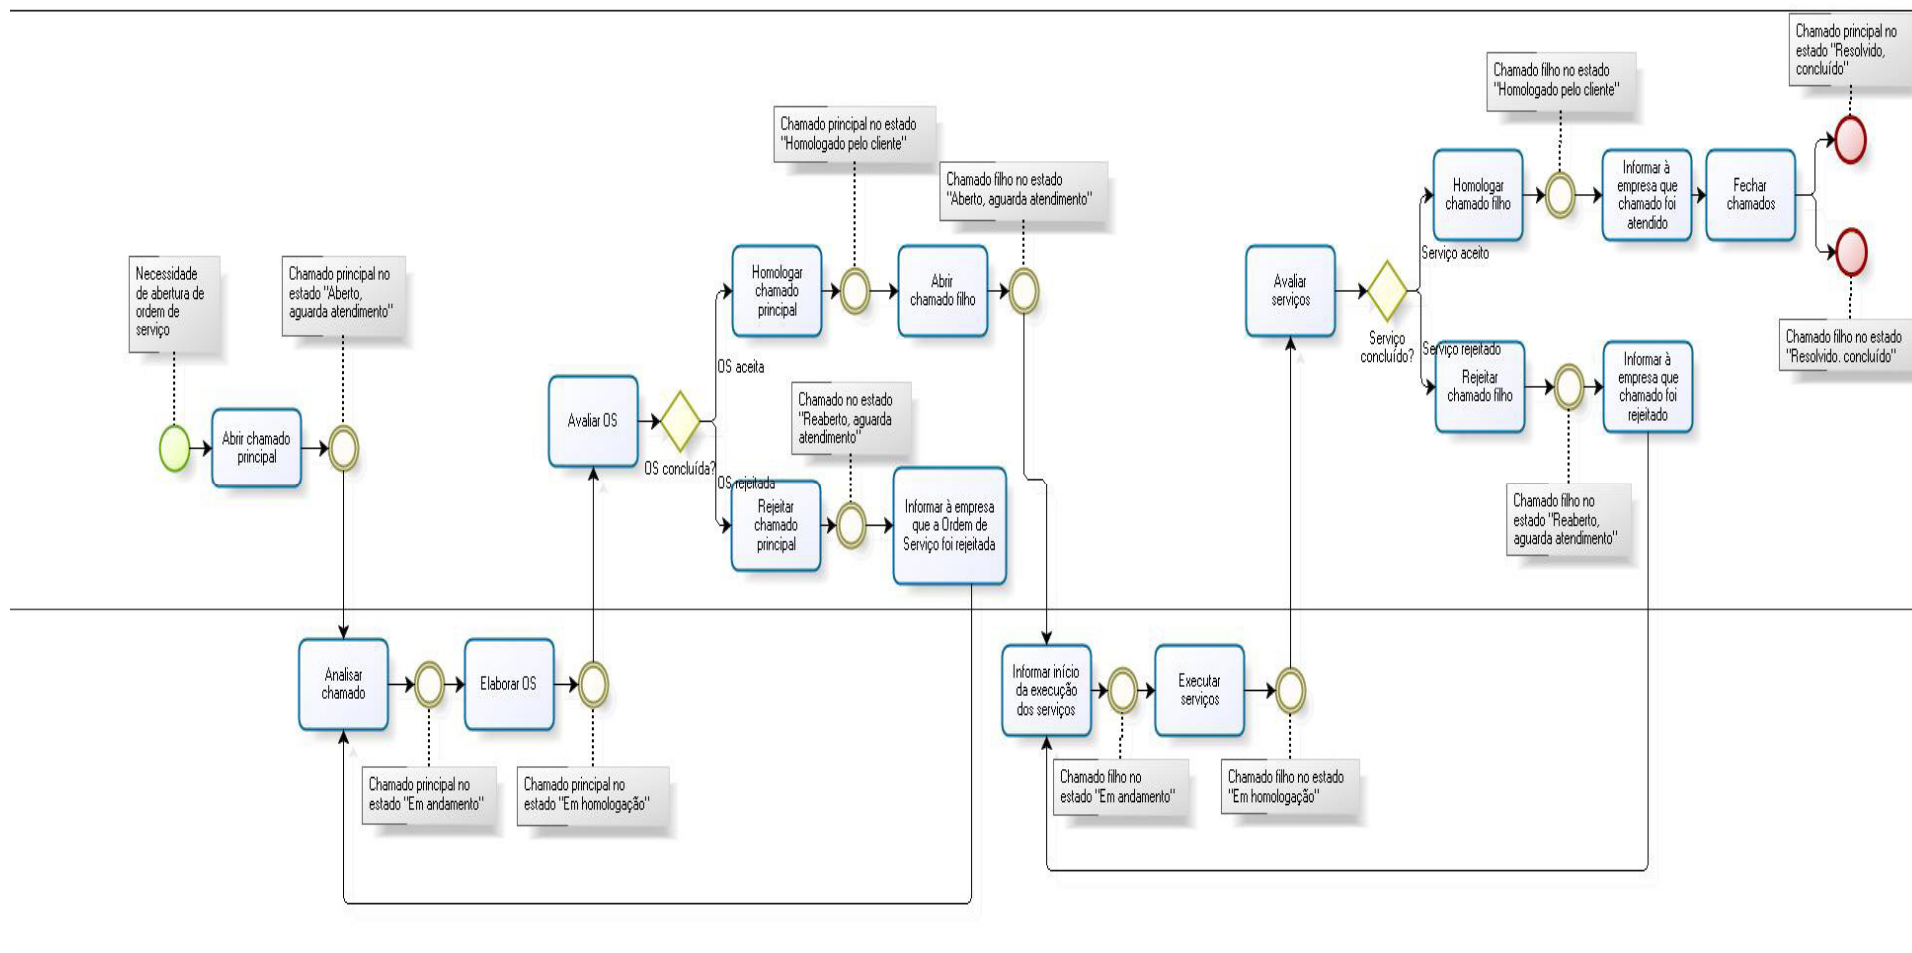 Necessidade
de abertura de
ordem de
serviço
Abrir chamado
principal
Chamado principal no
estado "Aberto,
aguarda atendimento"
Analisar
chamado
Chamado principal no
estado "Em andamento"
Elaborar OS
Chamado principal no
estado "Em homologação"
Avaliar OS
OS concluída?
OS aceita
OS rejeitada
Homologar
chamado
principal
Chamado principal no estado
"Homologado pelo cliente"
Abrir
chamado filho
Chamado filho no estado
"Aberto, aguarda atendimento"
Rejeitar
chamado
principal
Chamado no estado
"Reaberto, aguarda
atendimento"
Informar à empresa
que a Ordem de
Serviço foi rejeitada
Informar início
da execução
dos serviços
Chamado filho no
estado "Em andamento"
Executar
serviços
Chamado filho no estado
"Em homologação"
Avaliar
serviços
Serviço
concluído?
Serviço aceito
Serviço rejeitado
Homologar
chamado filho
Chamado filho no estado
"Homologado pelo cliente"
Informar à
empresa que
chamado foi
atendido
Fechar
chamados
Chamado principal no
estado "Resolvido,
concluído"
Chamado filho no estado
"Resolvido. concluído"
Rejeitar
chamado filho
Chamado filho no
estado "Reaberto,
aguarda atendimento"
Informar à
empresa que
chamado foi
rejeitado